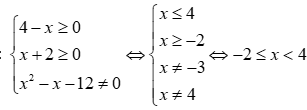 : { 4 − x ≥ 0 ⇔ { x ≤ 4 ⇔ −2 ≤ x < 4
x + 2 ≥ 0 x ≥ −2
x² − x − 12 ≠ 0 x ≠ −3
x ≠ 4